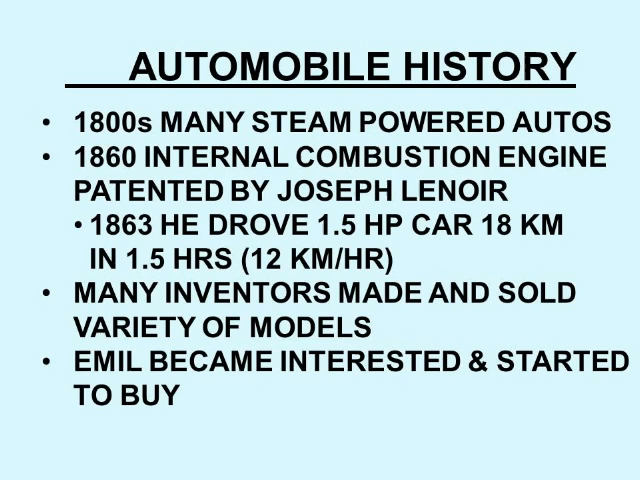 AUTOMOBILE HISTORY
• 1800s MANY STEAM POWERED AUTOS
• 1860 INTERNAL COMBUSTION ENGINE
PATENTED BY JOSEPH LENOIR
• 1863 HE DROVE 1.5 HP CAR 18 KM
IN 1.5 HRS (12 KM/HR)
• MANY INVENTORS MADE AND SOLD
VARIETY OF MODELS
• EMIL BECAME INTERESTED & STARTED
TO BUY